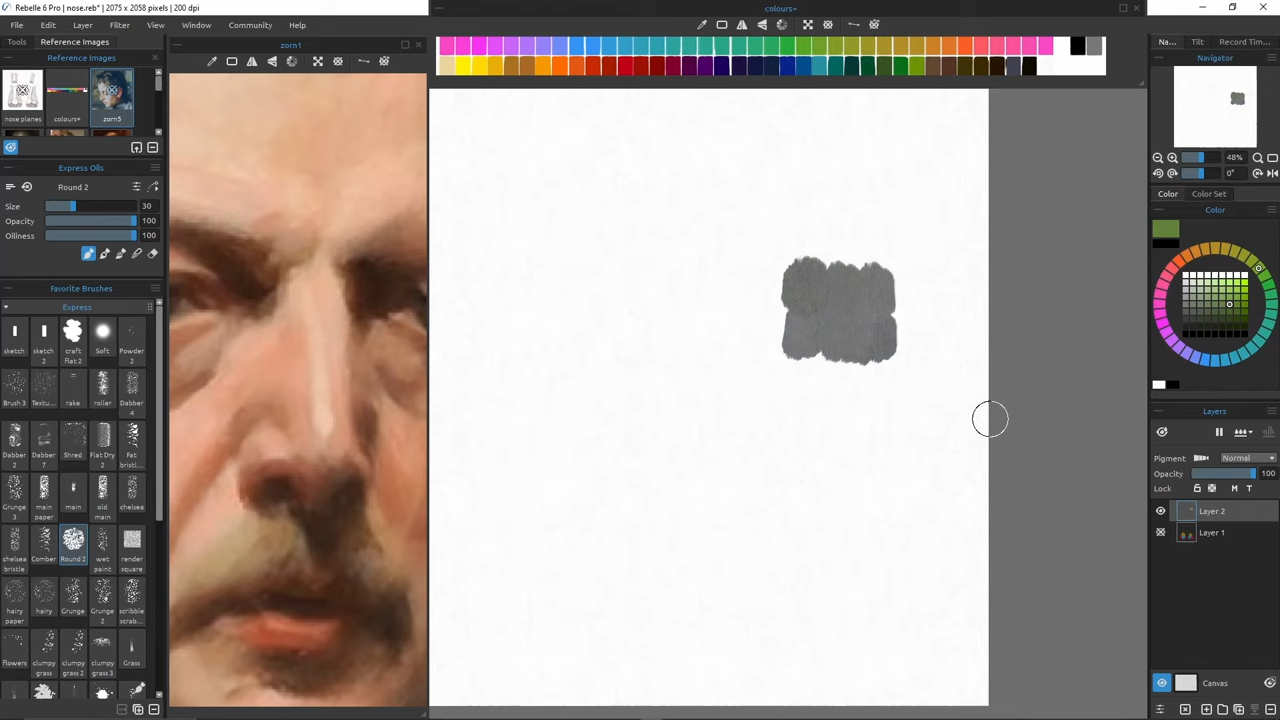 Rebelle 6 Pro | nose.reb* | 2075 x 2058 pixels | 200 dpi
colours+
File Edit Layer Filter View Window Community Help
Tools Reference Images
zorn1
Na... Tilt Record Tim...
Reference Images
Navigator
nose planes colours+ zorn5
48%
0°
Express Oils
Round 2
Size 30
Opacity 100
Oiliness 100
Color Color Set
Color
Favorite Brushes
Express
sketch sketch 2 craft Flat 2 Soft Powder 2
Brush 3 Textu... rake roller Dabber 4
Dabber 2 Dabber 7 Shred Flat Dry 2 Fat bristl...
Grunge 3 main paper main old main chelsea
chelsea bristle Comber Round 2 wet paint render square
hairy paper hairy Grunge Grunge 2 scribble scrab...
Flowers clumpy grass clumpy grass 2 clumpy grass 3 Grass
Layers
Pigment: Normal
Opacity 100
Lock M T
Layer 2
Layer 1
Canvas